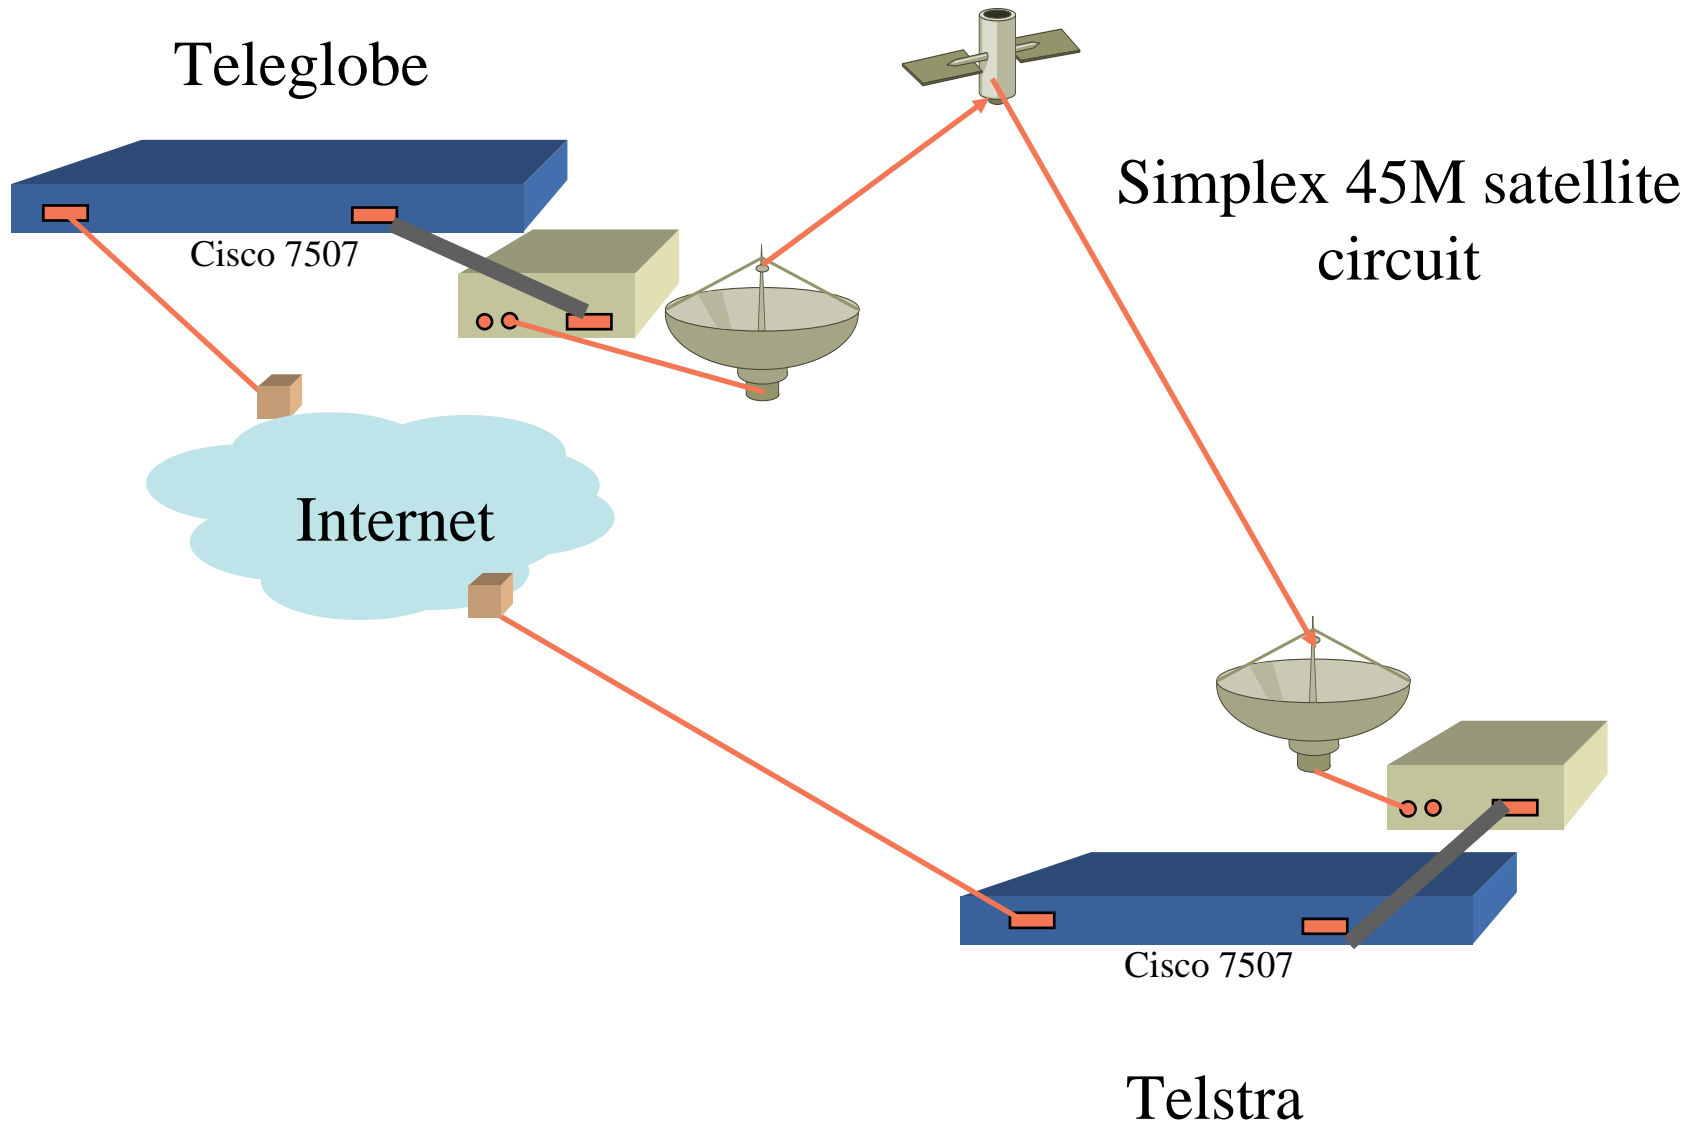 Teleglobe
Simplex 45M satellite
circuit
Cisco 7507
Internet
Cisco 7507
Telstra